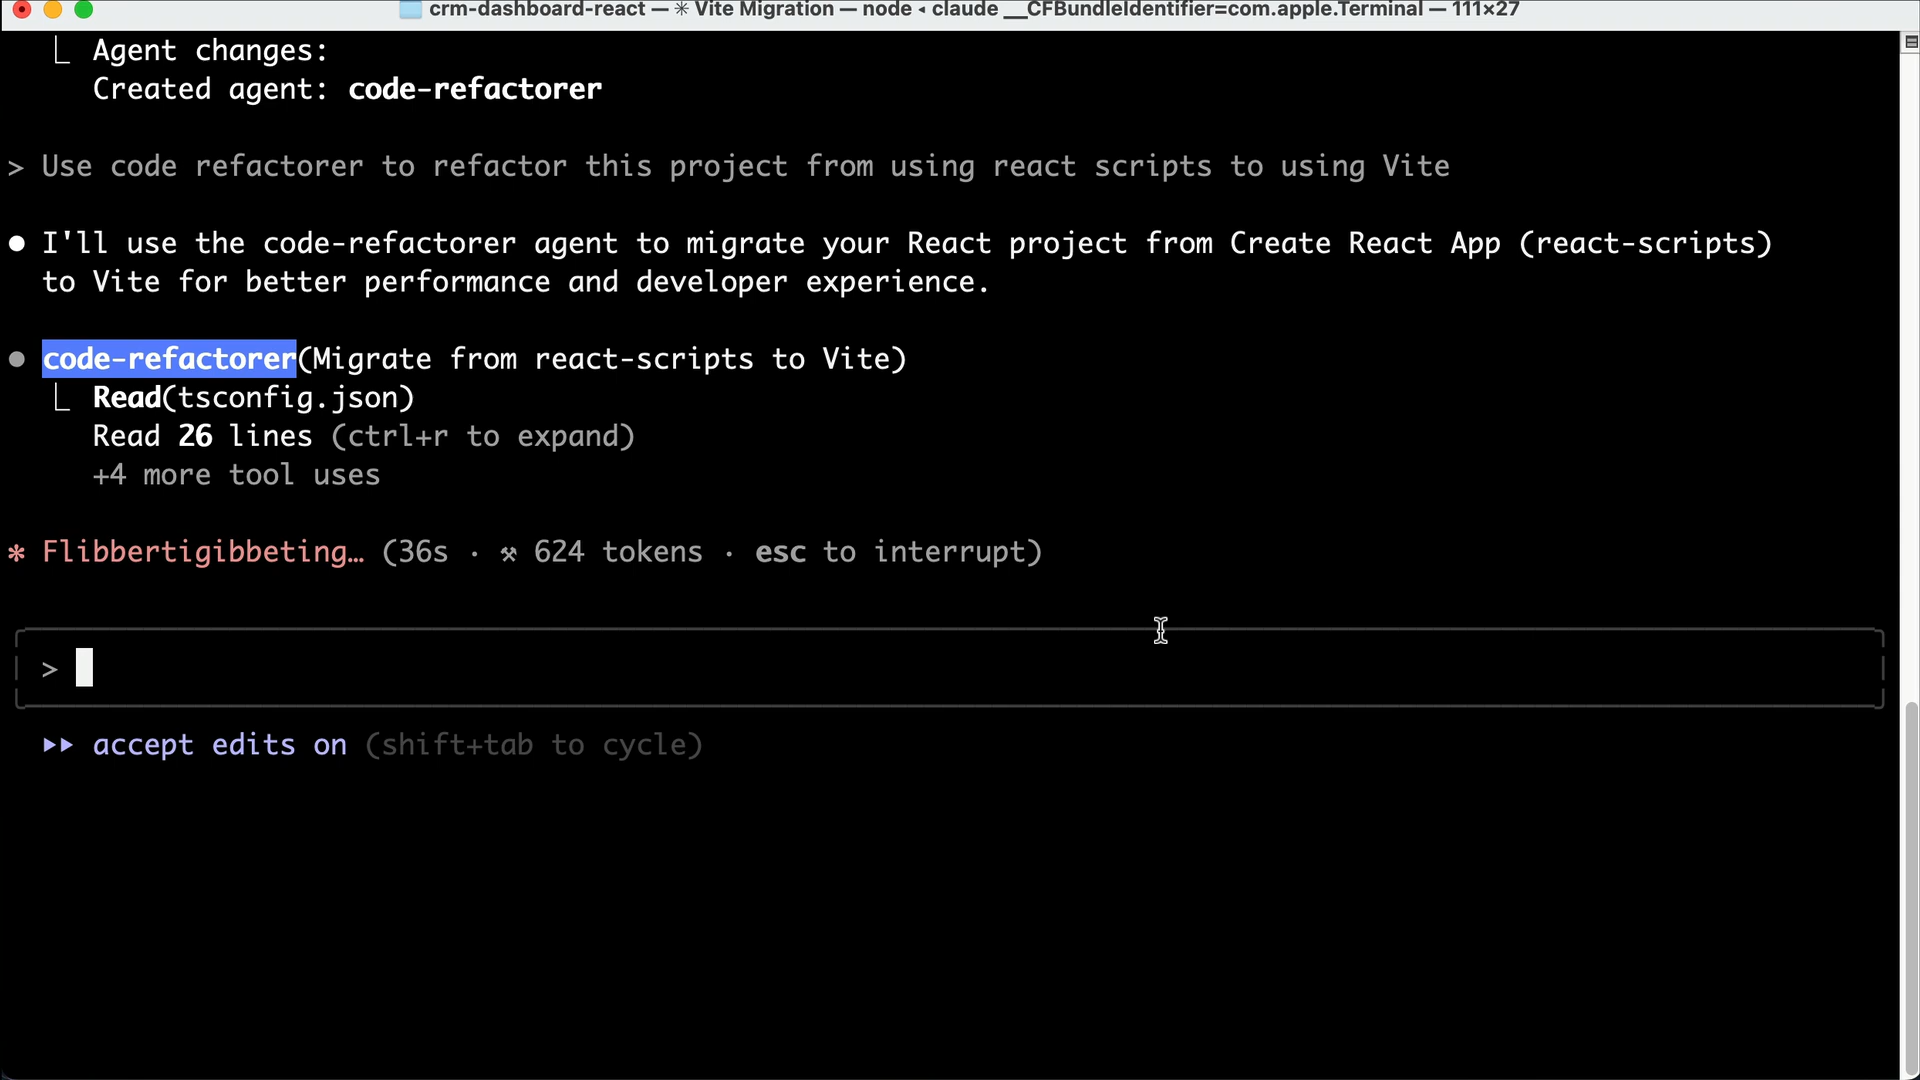 crm-dashboard-react — ✳ Vite Migration — node ◂ claude __CFBundleIdentifier=com.apple.Terminal — 111×27
⎿ Agent changes:
Created agent: code-refactorer
> Use code refactorer to refactor this project from using react scripts to using Vite
● I'll use the code-refactorer agent to migrate your React project from Create React App (react-scripts)
to Vite for better performance and developer experience.
● code-refactorer(Migrate from react-scripts to Vite)
⎿ Read(tsconfig.json)
Read 26 lines (ctrl+r to expand)
+4 more tool uses
✻ Flibbertigibbeting… (36s · ⚒ 624 tokens · esc to interrupt)
>
▸▸ accept edits on (shift+tab to cycle)